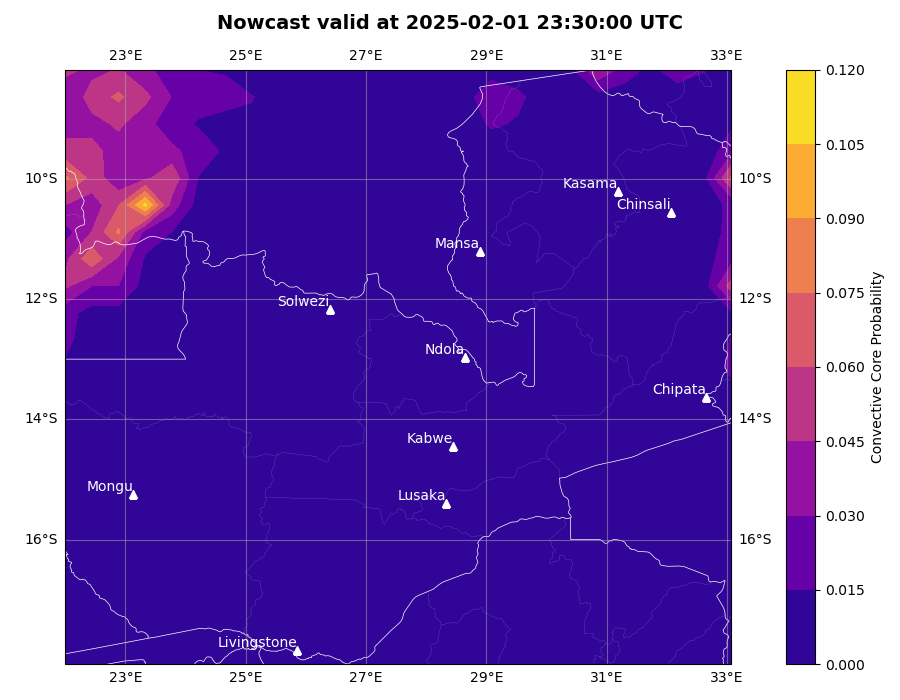 Nowcast valid at 2025-02-01 23:30:00 UTC
23°E 25°E 27°E 29°E 31°E 33°E
0.120
0.105
10°S Kasama 10°S
Chinsali
0.090
Mansa
12°S Solwezi 12°S
0.075
Ndola
0.060
Chipata
14°S 14°S
Kabwe
0.045
Mongu
Lusaka
0.030
16°S 16°S
0.015
Livingstone
0.000
23°E 25°E 27°E 29°E 31°E 33°E
Convective Core Probability